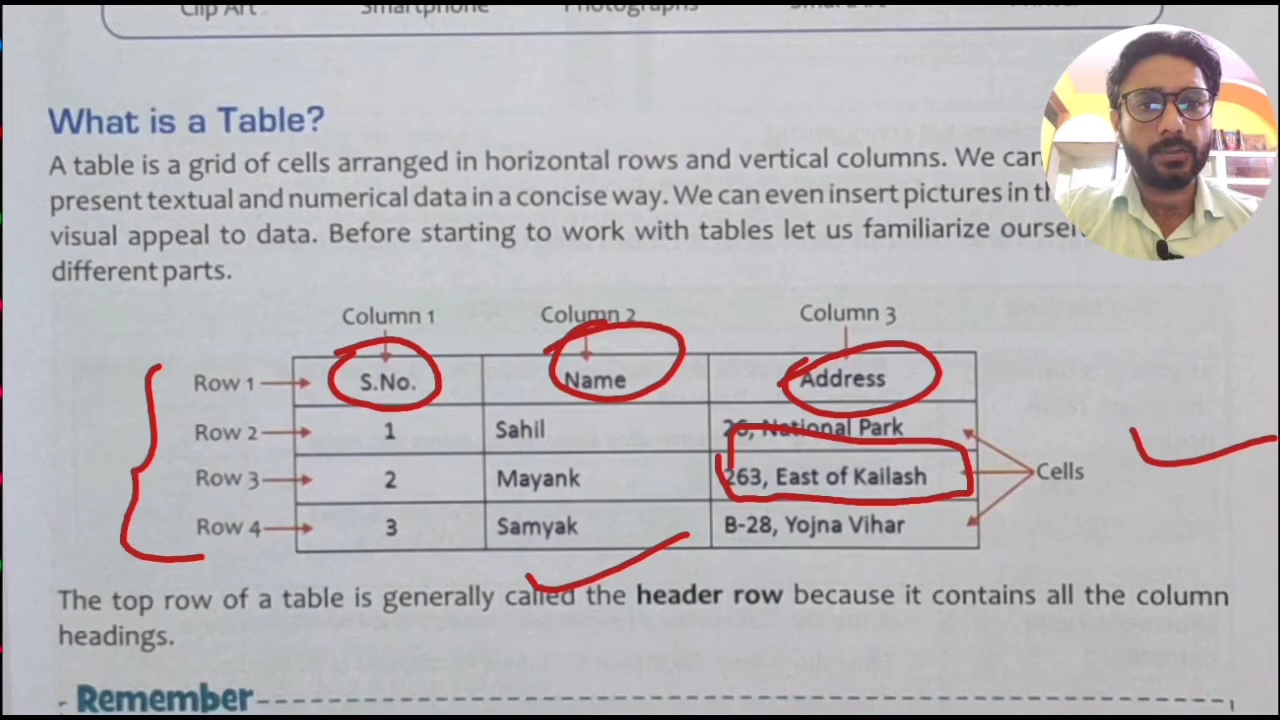 Clip Art Smartphone Photographs
What is a Table?
A table is a grid of cells arranged in horizontal rows and vertical columns. We can
present textual and numerical data in a concise way. We can even insert pictures in
visual appeal to data. Before starting to work with tables let us familiarize
different parts.
Column 1 Column 2 Column 3
Row 1 S.No. Name Address
Row 2 1 Sahil 26, National Park
Row 3 2 Mayank 263, East of Kailash Cells
Row 4 3 Samyak B-28, Yojna Vihar
The top row of a table is generally called the header row because it contains all the column
headings.
Remember